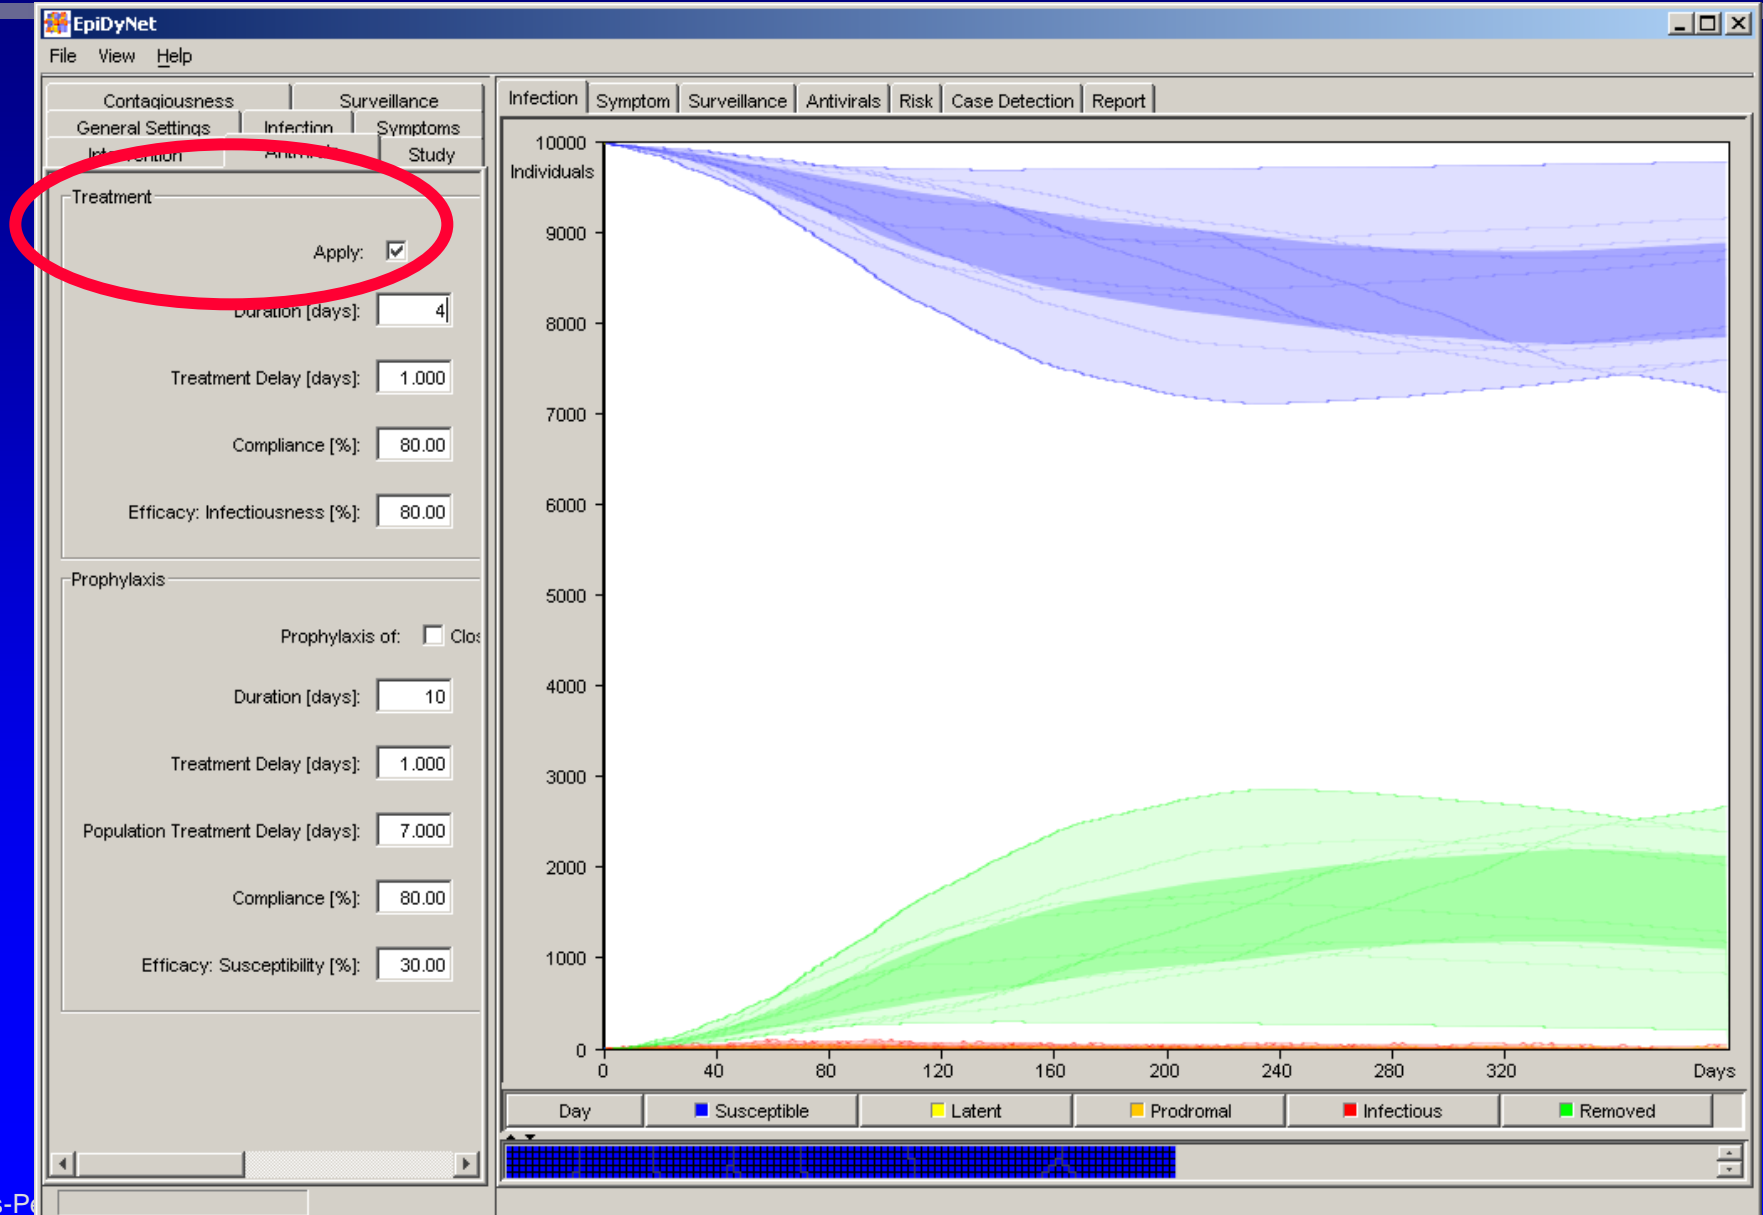 EpiDyNet
File View Help
Contagiousness Surveillance
General Settings Infection Symptoms
Study
Treatment
Apply:
Duration [days]: 4
Treatment Delay [days]: 1.000
Compliance [%]: 80.00
Efficacy: Infectiousness [%]: 80.00
Prophylaxis
Prophylaxis of: Clos
Duration [days]: 10
Treatment Delay [days]: 1.000
Population Treatment Delay [days]: 7.000
Compliance [%]: 80.00
Efficacy: Susceptibility [%]: 30.00
Infection Symptom Surveillance Antivirals Risk Case Detection Report
10000
Individuals
9000
8000
7000
6000
5000
4000
3000
2000
1000
0
0 40 80 120 160 200 240 280 320 Days
Day Susceptible Latent Prodromal Infectious Removed